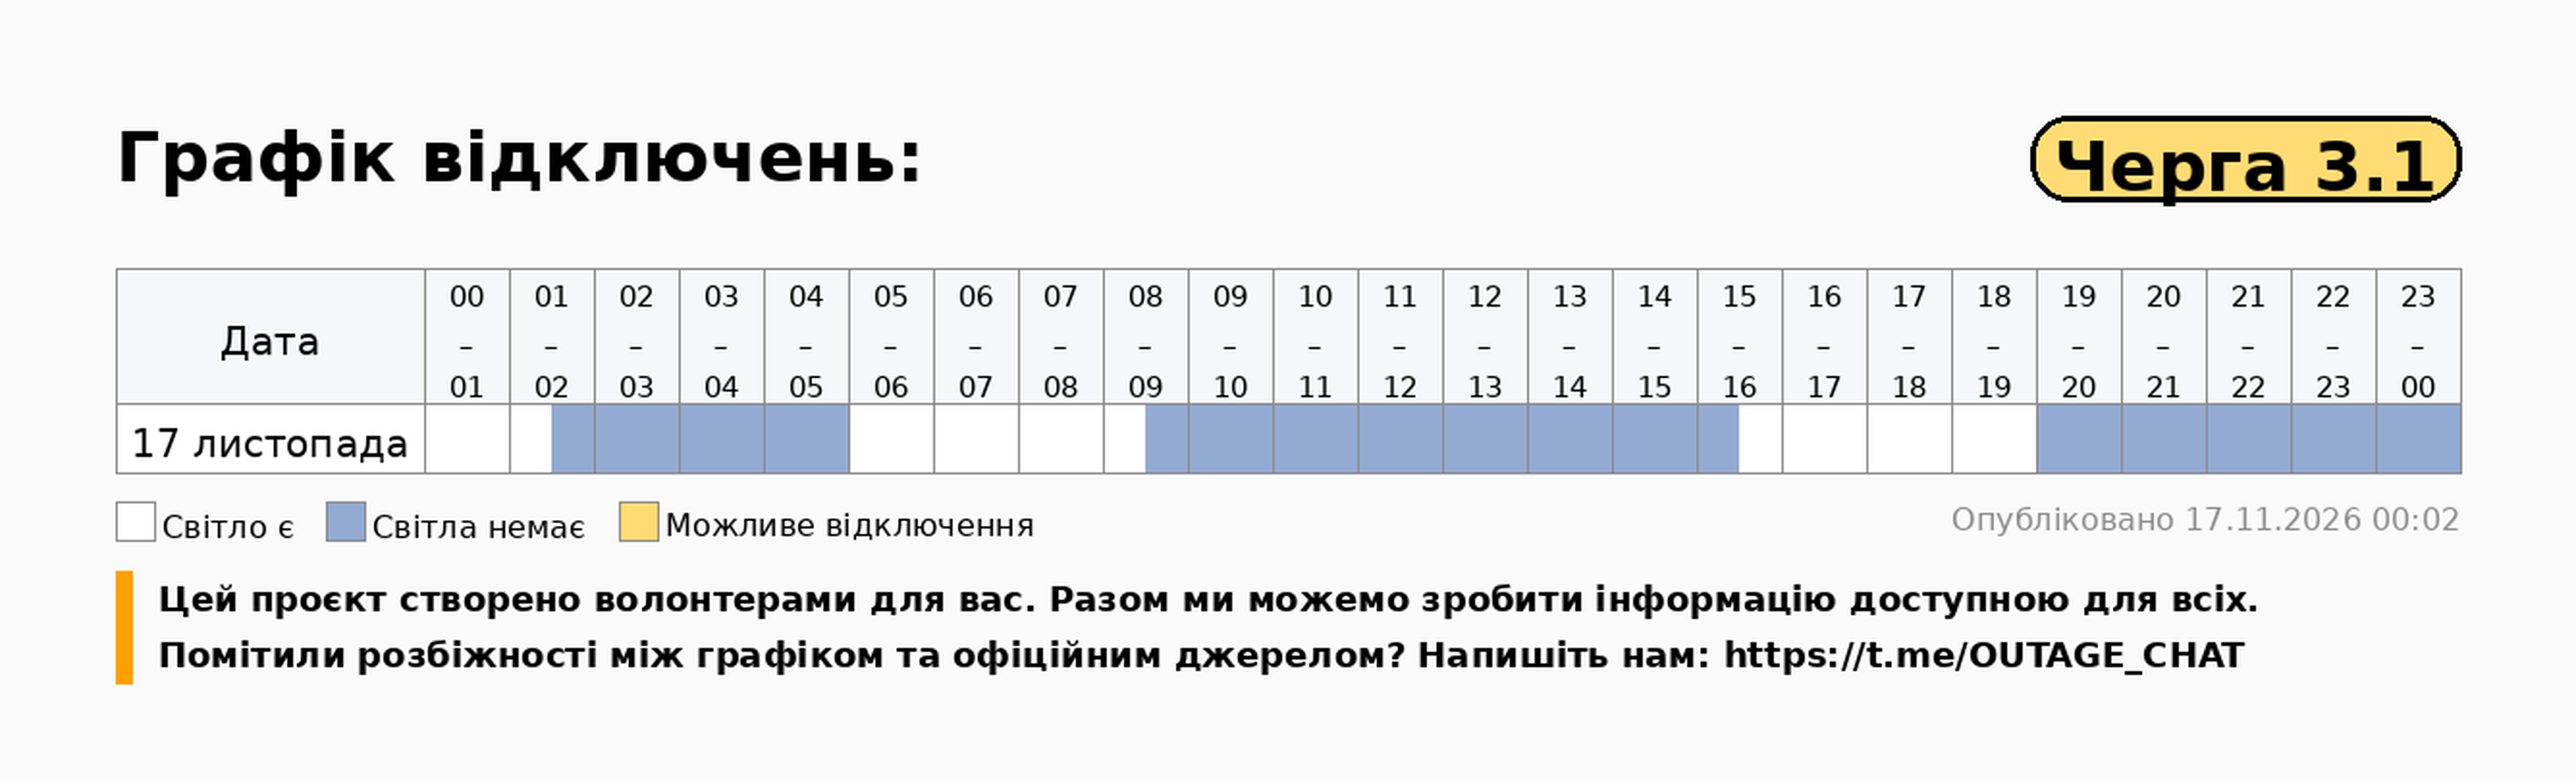 Графік відключень:
Черга 3.1
Дата
00 – 01
01 – 02
02 – 03
03 – 04
04 – 05
05 – 06
06 – 07
07 – 08
08 – 09
09 – 10
10 – 11
11 – 12
12 – 13
13 – 14
14 – 15
15 – 16
16 – 17
17 – 18
18 – 19
19 – 20
20 – 21
21 – 22
22 – 23
23 – 00
17 листопада
Світло є
Світла немає
Можливе відключення
Опубліковано 17.11.2026 00:02
Цей проєкт створено волонтерами для вас. Разом ми можемо зробити інформацію доступною для всіх.
Помітили розбіжності між графіком та офіційним джерелом? Напишіть нам: https://t.me/OUTAGE_CHAT